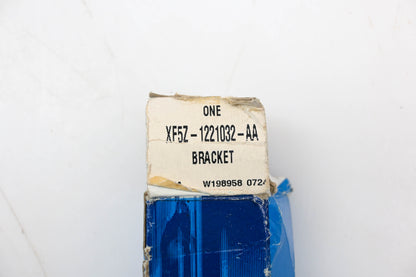 ONE
XF5Z-1221032-AA
BRACKET
W198958 0724